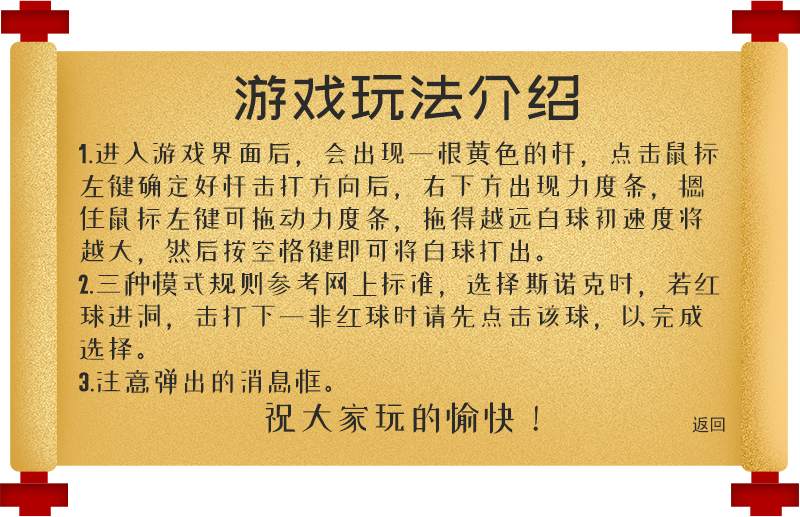 游戏玩法介绍
1.进入游戏界面后，会出现一根黄色的杆，点击鼠标
左键确定好杆击打方向后，右下方出现力度条，摁
住鼠标左键可拖动力度条，拖得越远白球初速度将
越大，然后按空格键即可将白球打出。
2.三种模式规则参考网上标准，选择斯诺克时，若红
球进洞，击打下一非红球时请先点击该球，以完成
选择。
3.注意弹出的消息框。
祝大家玩的愉快！
返回